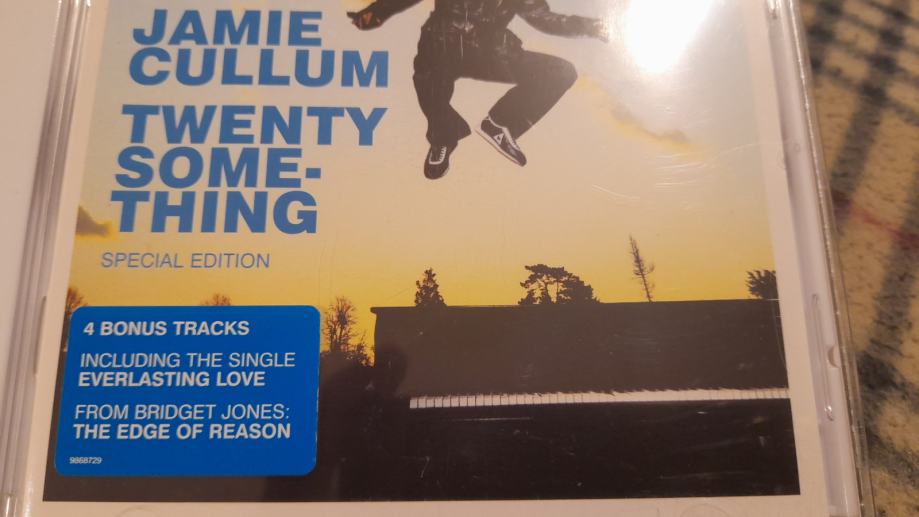 JAMIE
CULLUM
TWENTY
SOME-
THING
SPECIAL EDITION
4 BONUS TRACKS
INCLUDING THE SINGLE
EVERLASTING LOVE
FROM BRIDGET JONES:
THE EDGE OF REASON
9868729